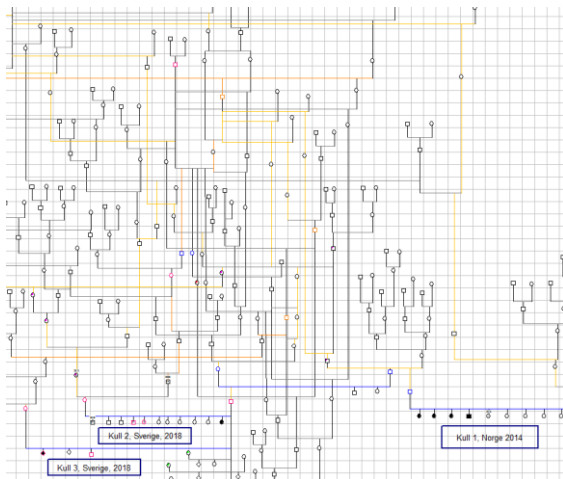 Kull 2, Sverige, 2018
Kull 1, Norge 2014
Kull 3, Sverige, 2018